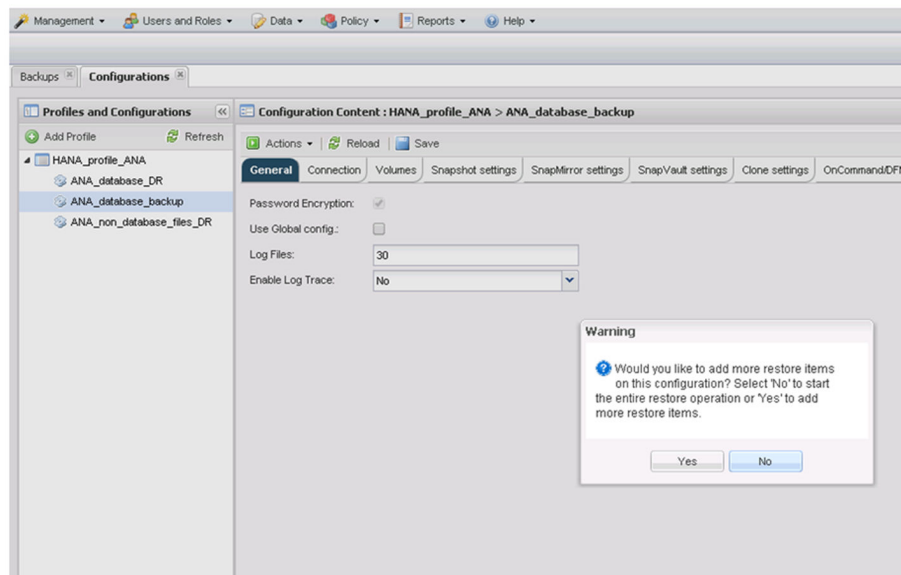 Management Users and Roles Data Policy Reports Help
Backups Configurations
Profiles and Configurations
Add Profile Refresh
HANA_profile_ANA
ANA_database_DR
ANA_database_backup
ANA_non_database_files_DR
Configuration Content : HANA_profile_ANA > ANA_database_backup
Actions Reload Save
General Connection Volumes Snapshot settings SnapMirror settings SnapVault settings Clone settings OnCommand/DFM
Password Encryption:
Use Global config.:
Log Files: 30
Enable Log Trace: No
Warning
Would you like to add more restore items
on this configuration? Select 'No' to start
the entire restore operation or 'Yes' to add
more restore items.
Yes No